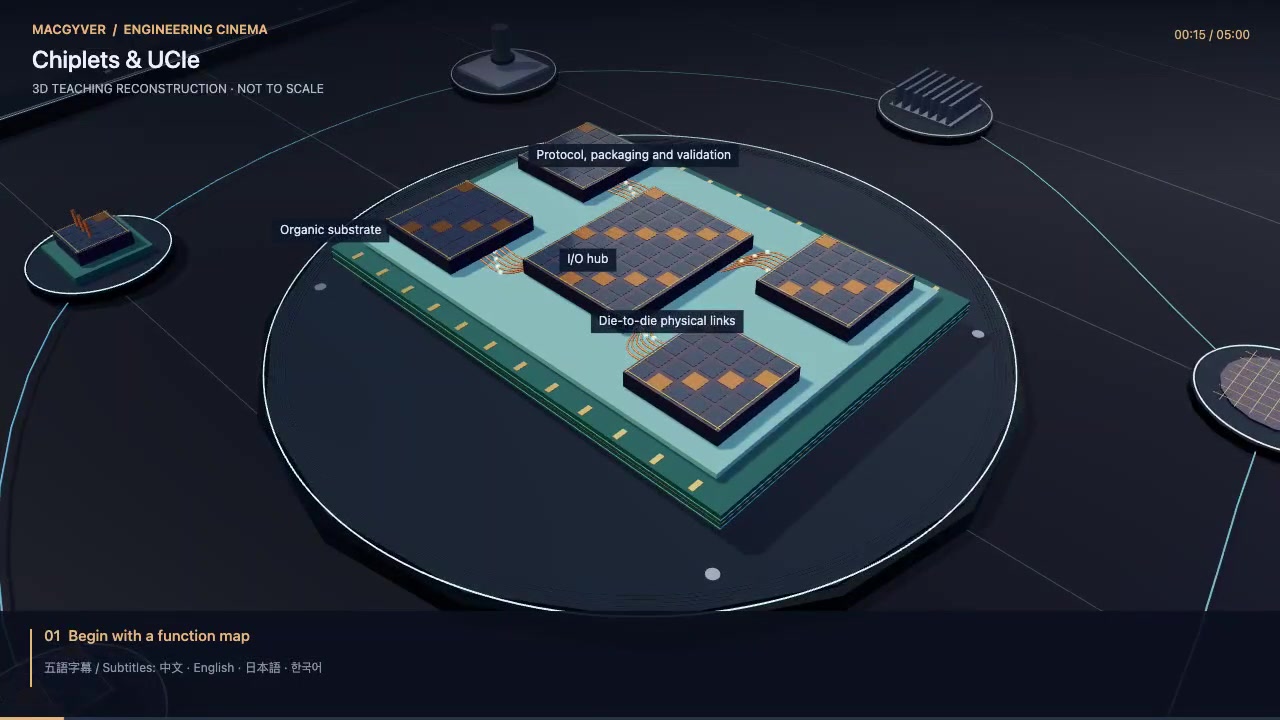 MACGYVER / ENGINEERING CINEMA
00:15 / 05:00
Chiplets & UCIe
3D TEACHING RECONSTRUCTION · NOT TO SCALE
Protocol, packaging and validation
Organic substrate
I/O hub
Die-to-die physical links
01 Begin with a function map
五語字幕 / Subtitles: 中文 · English · 日本語 · 한국어